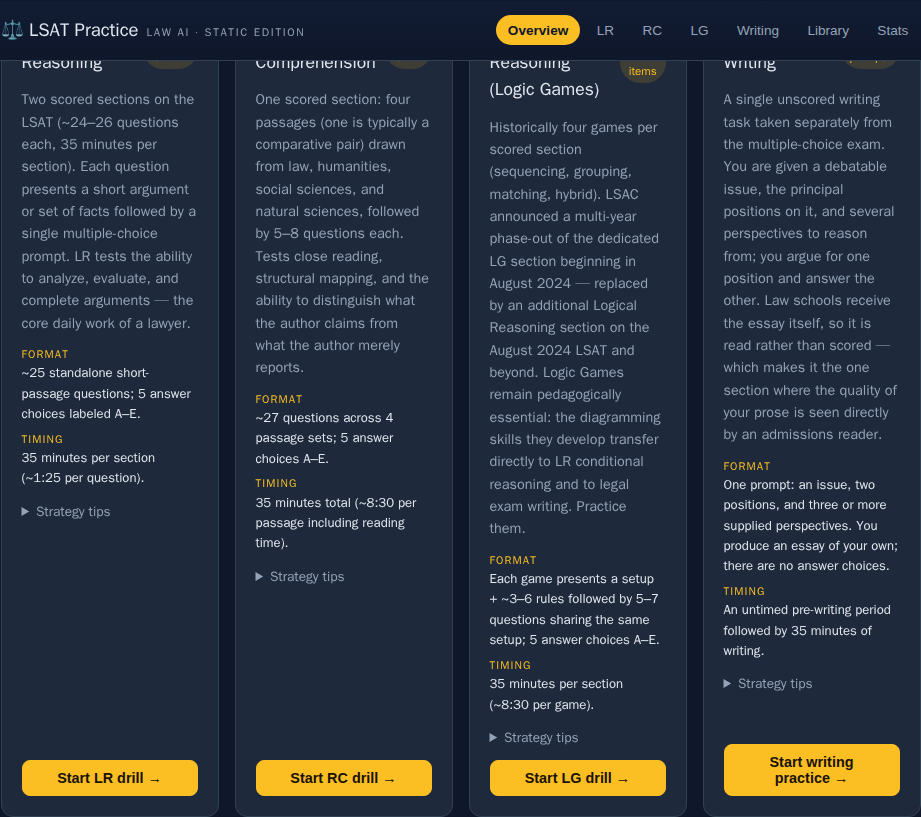 LSAT Practice LAW AI · STATIC EDITION
Overview LR RC LG Writing Library Stats
Reasoning
Two scored sections on the
LSAT (~24–26 questions
each, 35 minutes per
section). Each question
presents a short argument
or set of facts followed by a
single multiple-choice
prompt. LR tests the ability
to analyze, evaluate, and
complete arguments — the
core daily work of a lawyer.
FORMAT
~25 standalone short-
passage questions; 5 answer
choices labeled A–E.
TIMING
35 minutes per section
(~1:25 per question).
▶ Strategy tips
Start LR drill →
Comprehension
One scored section: four
passages (one is typically a
comparative pair) drawn
from law, humanities,
social sciences, and
natural sciences, followed
by 5–8 questions each.
Tests close reading,
structural mapping, and the
ability to distinguish what
the author claims from
what the author merely
reports.
FORMAT
~27 questions across 4
passage sets; 5 answer
choices A–E.
TIMING
35 minutes total (~8:30 per
passage including reading
time).
▶ Strategy tips
Start RC drill →
Reasoning
(Logic Games)
items
Historically four games per
scored section
(sequencing, grouping,
matching, hybrid). LSAC
announced a multi-year
phase-out of the dedicated
LG section beginning in
August 2024 — replaced
by an additional Logical
Reasoning section on the
August 2024 LSAT and
beyond. Logic Games
remain pedagogically
essential: the diagramming
skills they develop transfer
directly to LR conditional
reasoning and to legal
exam writing. Practice
them.
FORMAT
Each game presents a setup
+ ~3–6 rules followed by 5–7
questions sharing the same
setup; 5 answer choices A–E.
TIMING
35 minutes per section
(~8:30 per game).
▶ Strategy tips
Start LG drill →
Writing
A single unscored writing
task taken separately from
the multiple-choice exam.
You are given a debatable
issue, the principal
positions on it, and several
perspectives to reason
from; you argue for one
position and answer the
other. Law schools receive
the essay itself, so it is
read rather than scored —
which makes it the one
section where the quality of
your prose is seen directly
by an admissions reader.
FORMAT
One prompt: an issue, two
positions, and three or more
supplied perspectives. You
produce an essay of your own;
there are no answer choices.
TIMING
An untimed pre-writing period
followed by 35 minutes of
writing.
▶ Strategy tips
Start writing
practice →